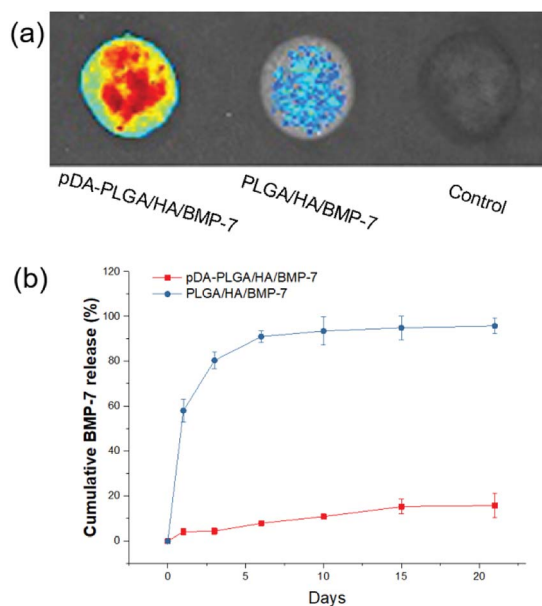 (a)
pDA-PLGA/HA/BMP-7
PLGA/HA/BMP-7
Control
(b)
pDA-PLGA/HA/BMP-7
PLGA/HA/BMP-7
Cumulative BMP-7 release (%)
120
100
80
60
40
20
0
0
5
10
15
20
Days